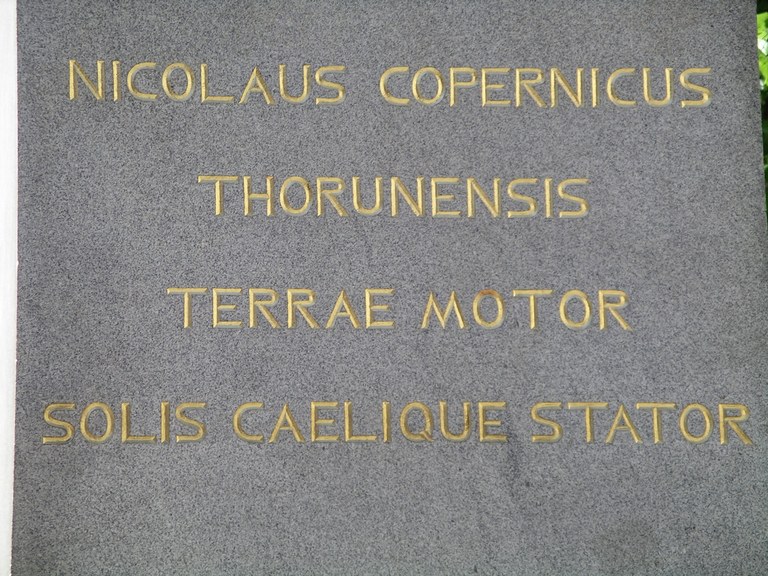 NICOLAUS COPERNICUS
THORUNENSIS
TERRAE MOTOR
SOLIS CAELIQUE STATOR